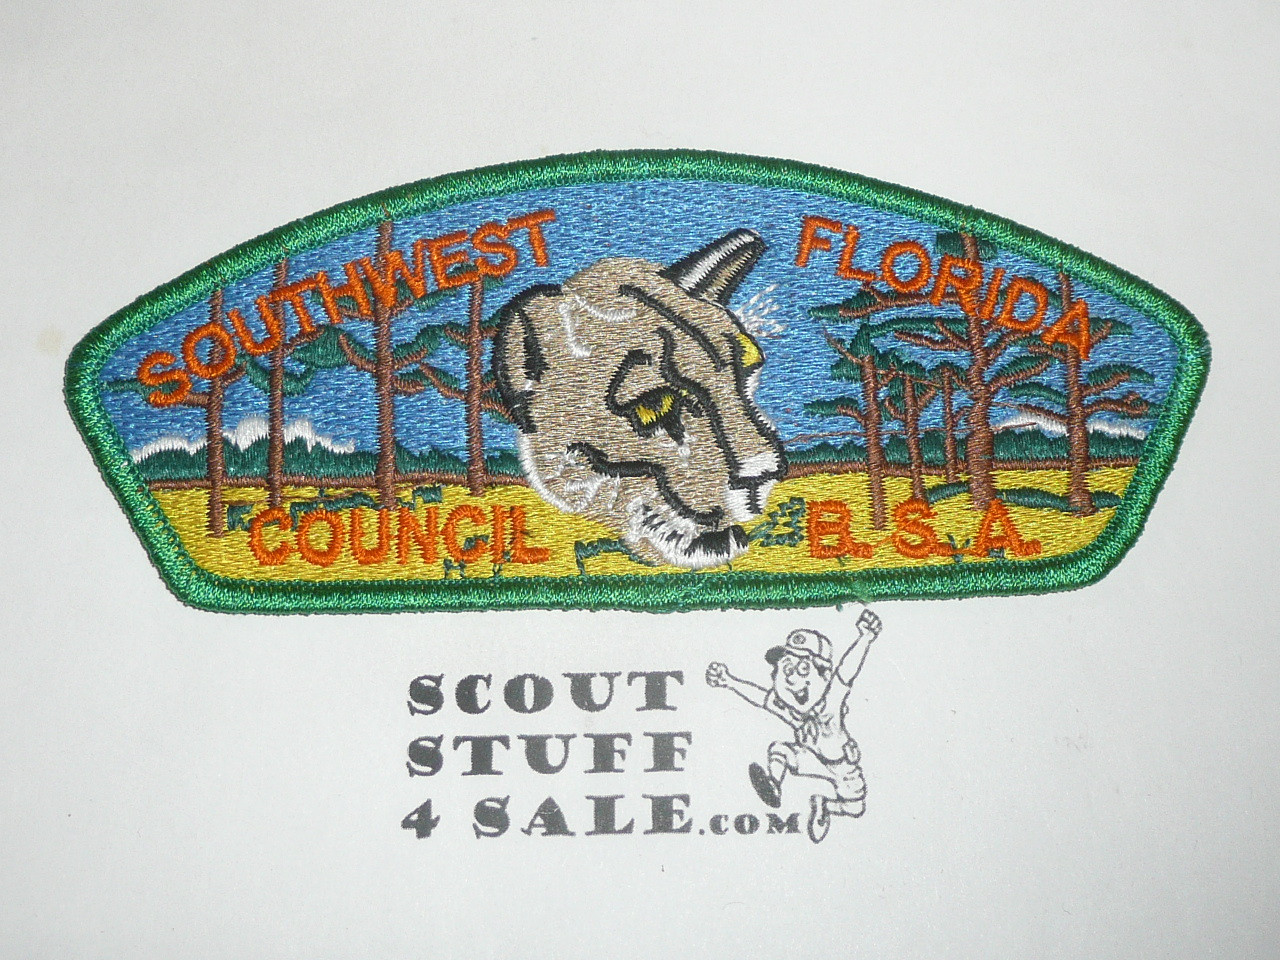 SOUTHWEST FLORIDA
COUNCIL B.S.A.
SCOUT
STUFF
4 SALE.COM